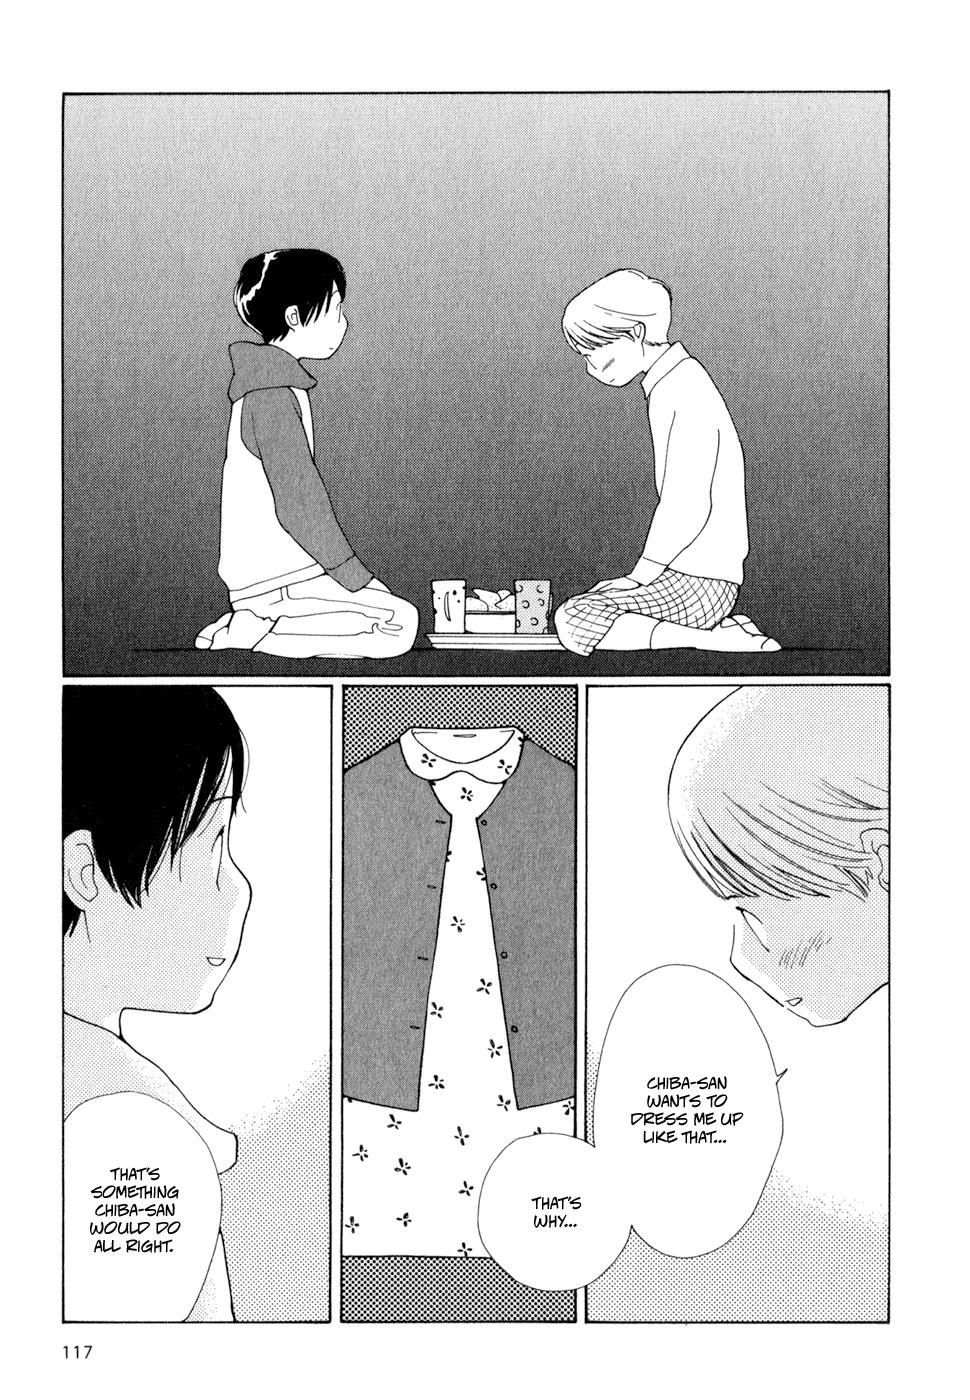 CHIBA-SAN
WANTS TO
DRESS ME UP
LIKE THAT...
THAT'S
WHY...
THAT'S
SOMETHING
CHIBA-SAN
WOULD DO
ALL RIGHT.
117